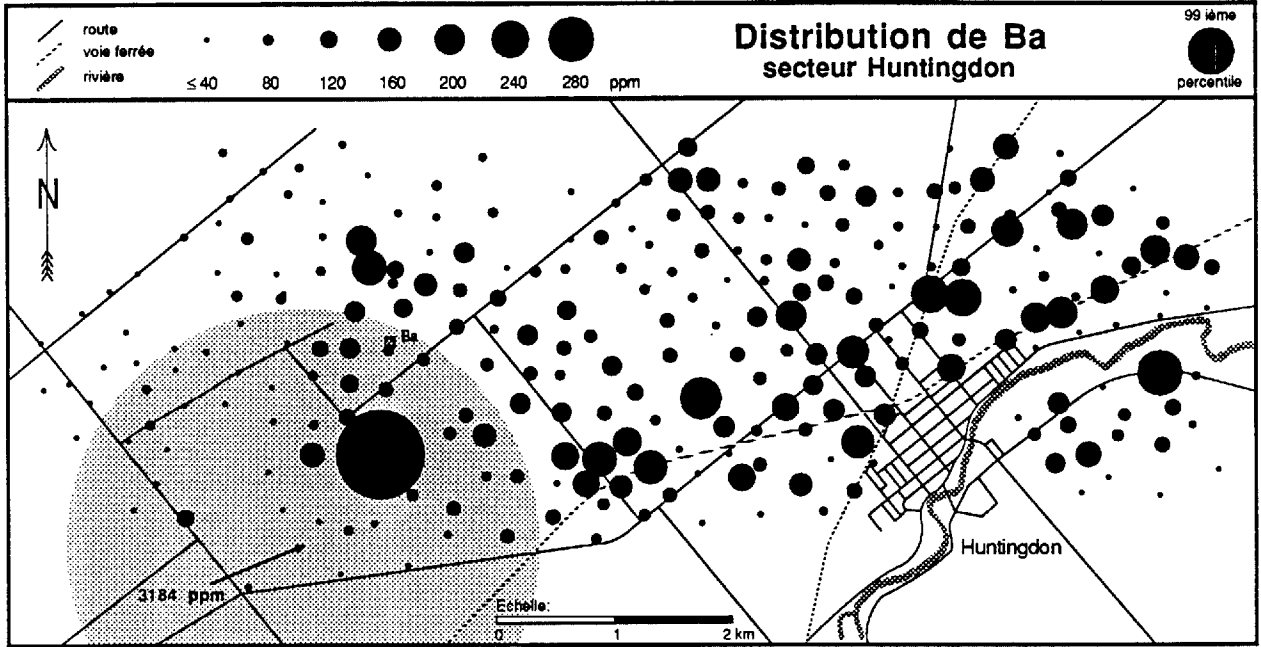 route
voie ferrée
rivière
≤ 40 80 120 160 200 240 280 ppm
Distribution de Ba
secteur Huntingdon
99 ième
percentile
N
Ba
3184 ppm
Huntingdon
Echelle:
0 1 2 km